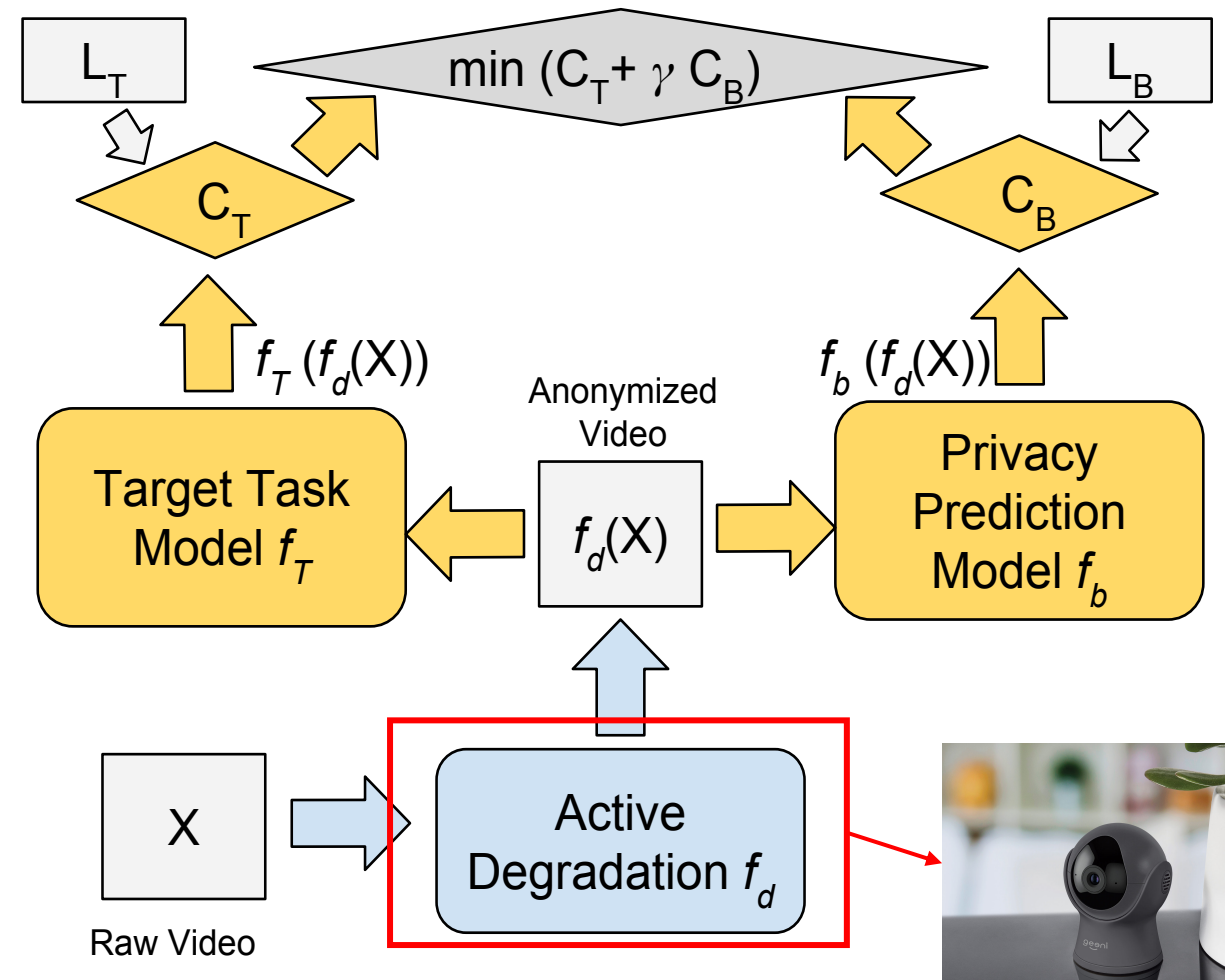 L_T
min (C_T+ γ C_B)
L_B
C_T
C_B
f_T (f_d(X))
f_b (f_d(X))
Anonymized
Video
Target Task
Model f_T
f_d(X)
Privacy
Prediction
Model f_b
X
Active
Degradation f_d
Raw Video
geeni